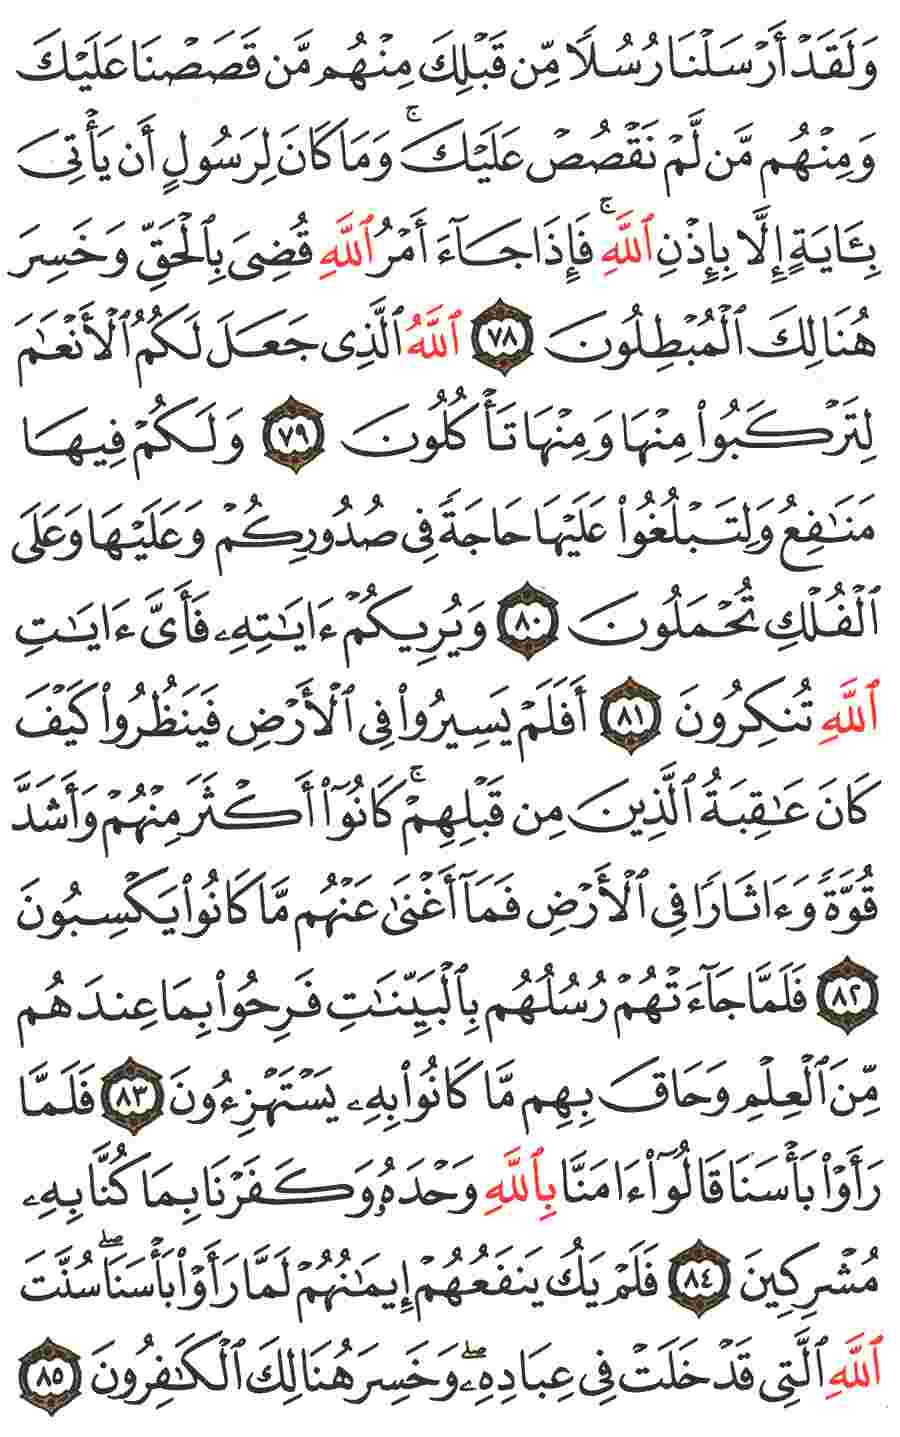 وَلَقَدْ أَرْسَلْنَا رُسُلًا مِّن قَبْلِكَ مِنْهُم مَّن قَصَصْنَا عَلَيْكَ
وَمِنْهُم مَّن لَّمْ نَقْصُصْ عَلَيْكَ ۗ وَمَا كَانَ لِرَسُولٍ أَن يَأْتِىَ
بِـَٔايَةٍ إِلَّا بِإِذْنِ ٱللَّهِ ۚ فَإِذَا جَآءَ أَمْرُ ٱللَّهِ قُضِىَ بِٱلْحَقِّ وَخَسِرَ
هُنَالِكَ ٱلْمُبْطِلُونَ ٧٨ ٱللَّهُ ٱلَّذِى جَعَلَ لَكُمُ ٱلْأَنْعَٰمَ
لِتَرْكَبُوا۟ مِنْهَا وَمِنْهَا تَأْكُلُونَ ٧٩ وَلَكُمْ فِيهَا
مَنَٰفِعُ وَلِتَبْلُغُوا۟ عَلَيْهَا حَاجَةً فِى صُدُورِكُمْ وَعَلَيْهَا وَعَلَى
ٱلْفُلْكِ تُحْمَلُونَ ٨٠ وَيُرِيكُمْ ءَايَٰتِهِۦ فَأَىَّ ءَايَٰتِ
ٱللَّهِ تُنكِرُونَ ٨١ أَفَلَمْ يَسِيرُوا۟ فِى ٱلْأَرْضِ فَيَنظُرُوا۟ كَيْفَ
كَانَ عَٰقِبَةُ ٱلَّذِينَ مِن قَبْلِهِمْ ۚ كَانُوٓا۟ أَكْثَرَ مِنْهُمْ وَأَشَدَّ
قُوَّةً وَءَاثَارًا فِى ٱلْأَرْضِ فَمَآ أَغْنَىٰ عَنْهُم مَّا كَانُوا۟ يَكْسِبُونَ
٨٢ فَلَمَّا جَآءَتْهُمْ رُسُلُهُم بِٱلْبَيِّنَٰتِ فَرِحُوا۟ بِمَا عِندَهُم
مِّنَ ٱلْعِلْمِ وَحَاقَ بِهِم مَّا كَانُوا۟ بِهِۦ يَسْتَهْزِءُونَ ٨٣ فَلَمَّا
رَأَوْا۟ بَأْسَنَا قَالُوٓا۟ ءَامَنَّا بِٱللَّهِ وَحْدَهُۥ وَكَفَرْنَا بِمَا كُنَّا بِهِۦ
مُشْرِكِينَ ٨٤ فَلَمْ يَكُ يَنفَعُهُمْ إِيمَٰنُهُمْ لَمَّا رَأَوْا۟ بَأْسَنَا ۖ سُنَّتَ
ٱللَّهِ ٱلَّتِى قَدْ خَلَتْ فِى عِبَادِهِۦ ۖ وَخَسِرَ هُنَالِكَ ٱلْكَٰفِرُونَ ٨٥